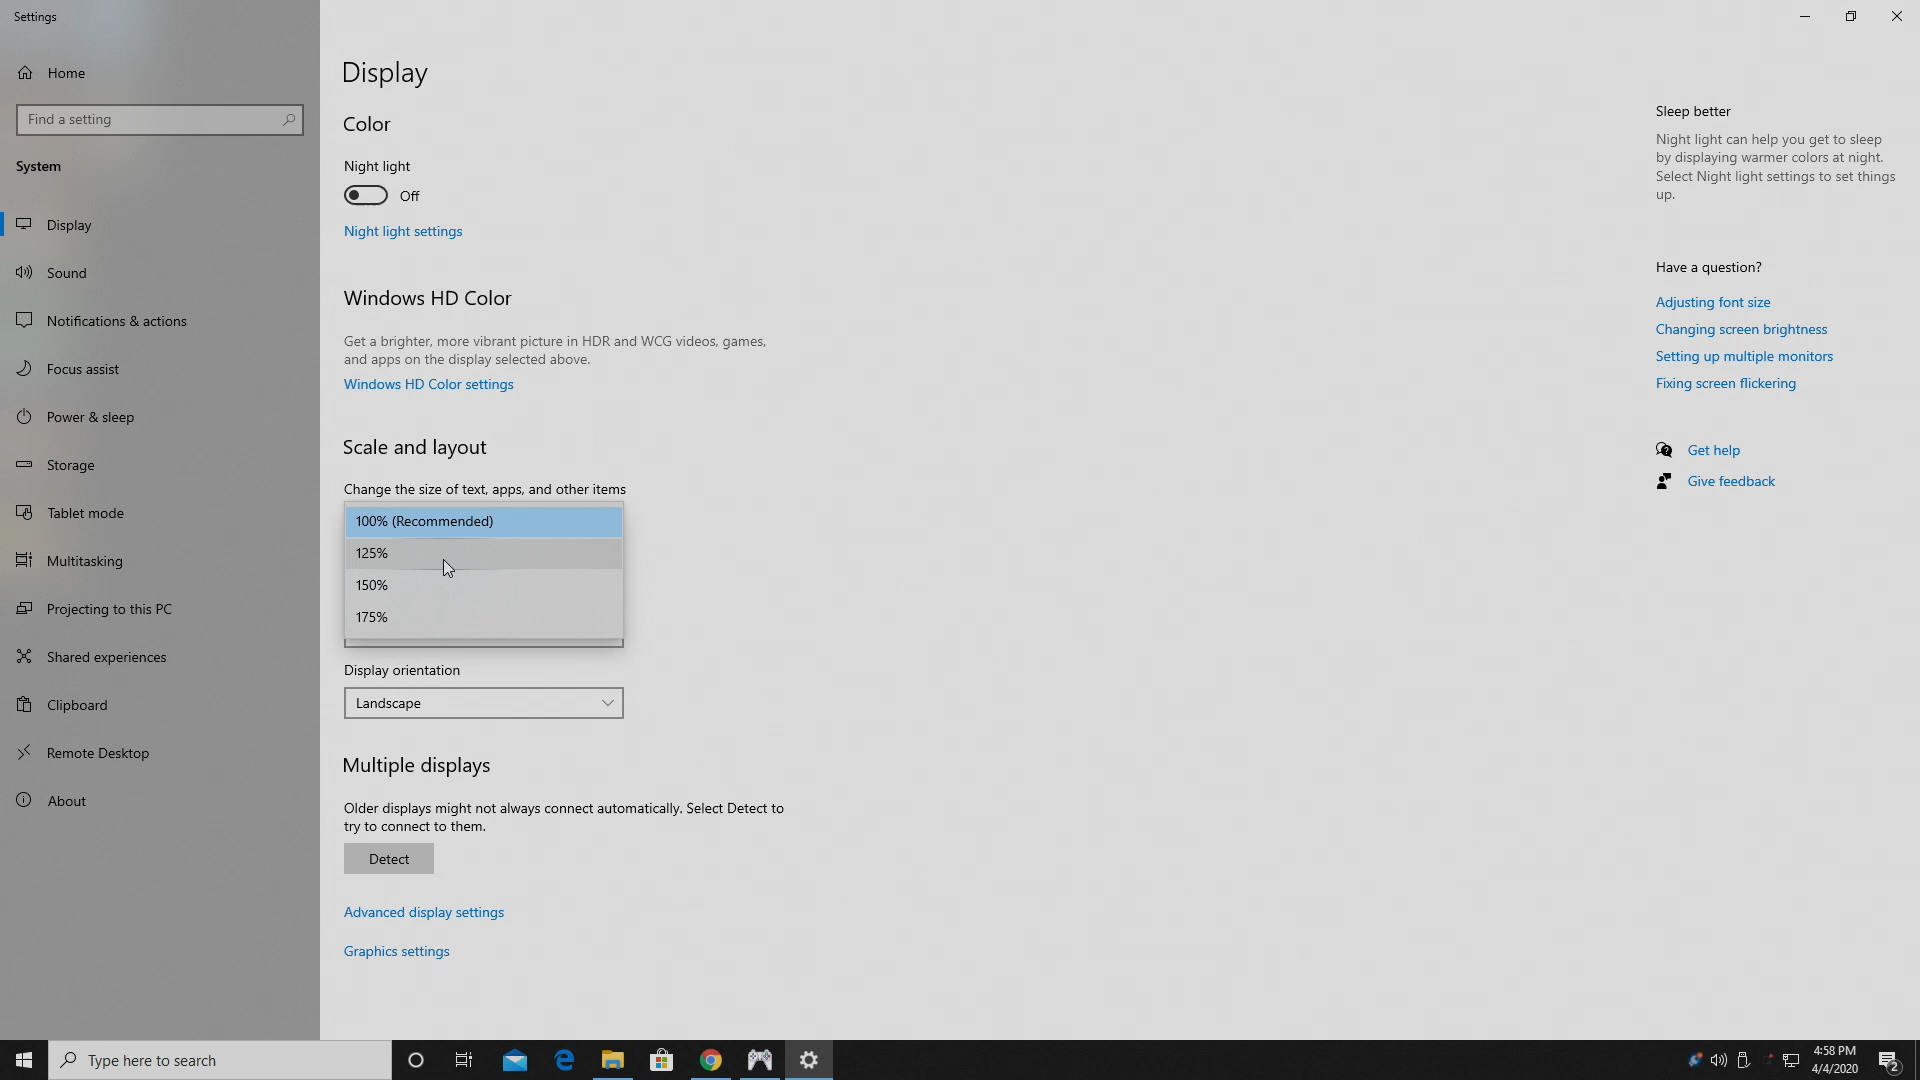 Settings
Home
Find a setting
System
Display
Sound
Notifications & actions
Focus assist
Power & sleep
Storage
Tablet mode
Multitasking
Projecting to this PC
Shared experiences
Clipboard
Remote Desktop
About
Display
Color
Night light
Off
Night light settings
Windows HD Color
Get a brighter, more vibrant picture in HDR and WCG videos, games,
and apps on the display selected above.
Windows HD Color settings
Scale and layout
Change the size of text, apps, and other items
100% (Recommended)
125%
150%
175%
Display orientation
Landscape
Multiple displays
Older displays might not always connect automatically. Select Detect to
try to connect to them.
Detect
Advanced display settings
Graphics settings
Sleep better
Night light can help you get to sleep
by displaying warmer colors at night.
Select Night light settings to set things
up.
Have a question?
Adjusting font size
Changing screen brightness
Setting up multiple monitors
Fixing screen flickering
Get help
Give feedback
Type here to search
4:58 PM
4/4/2020
2